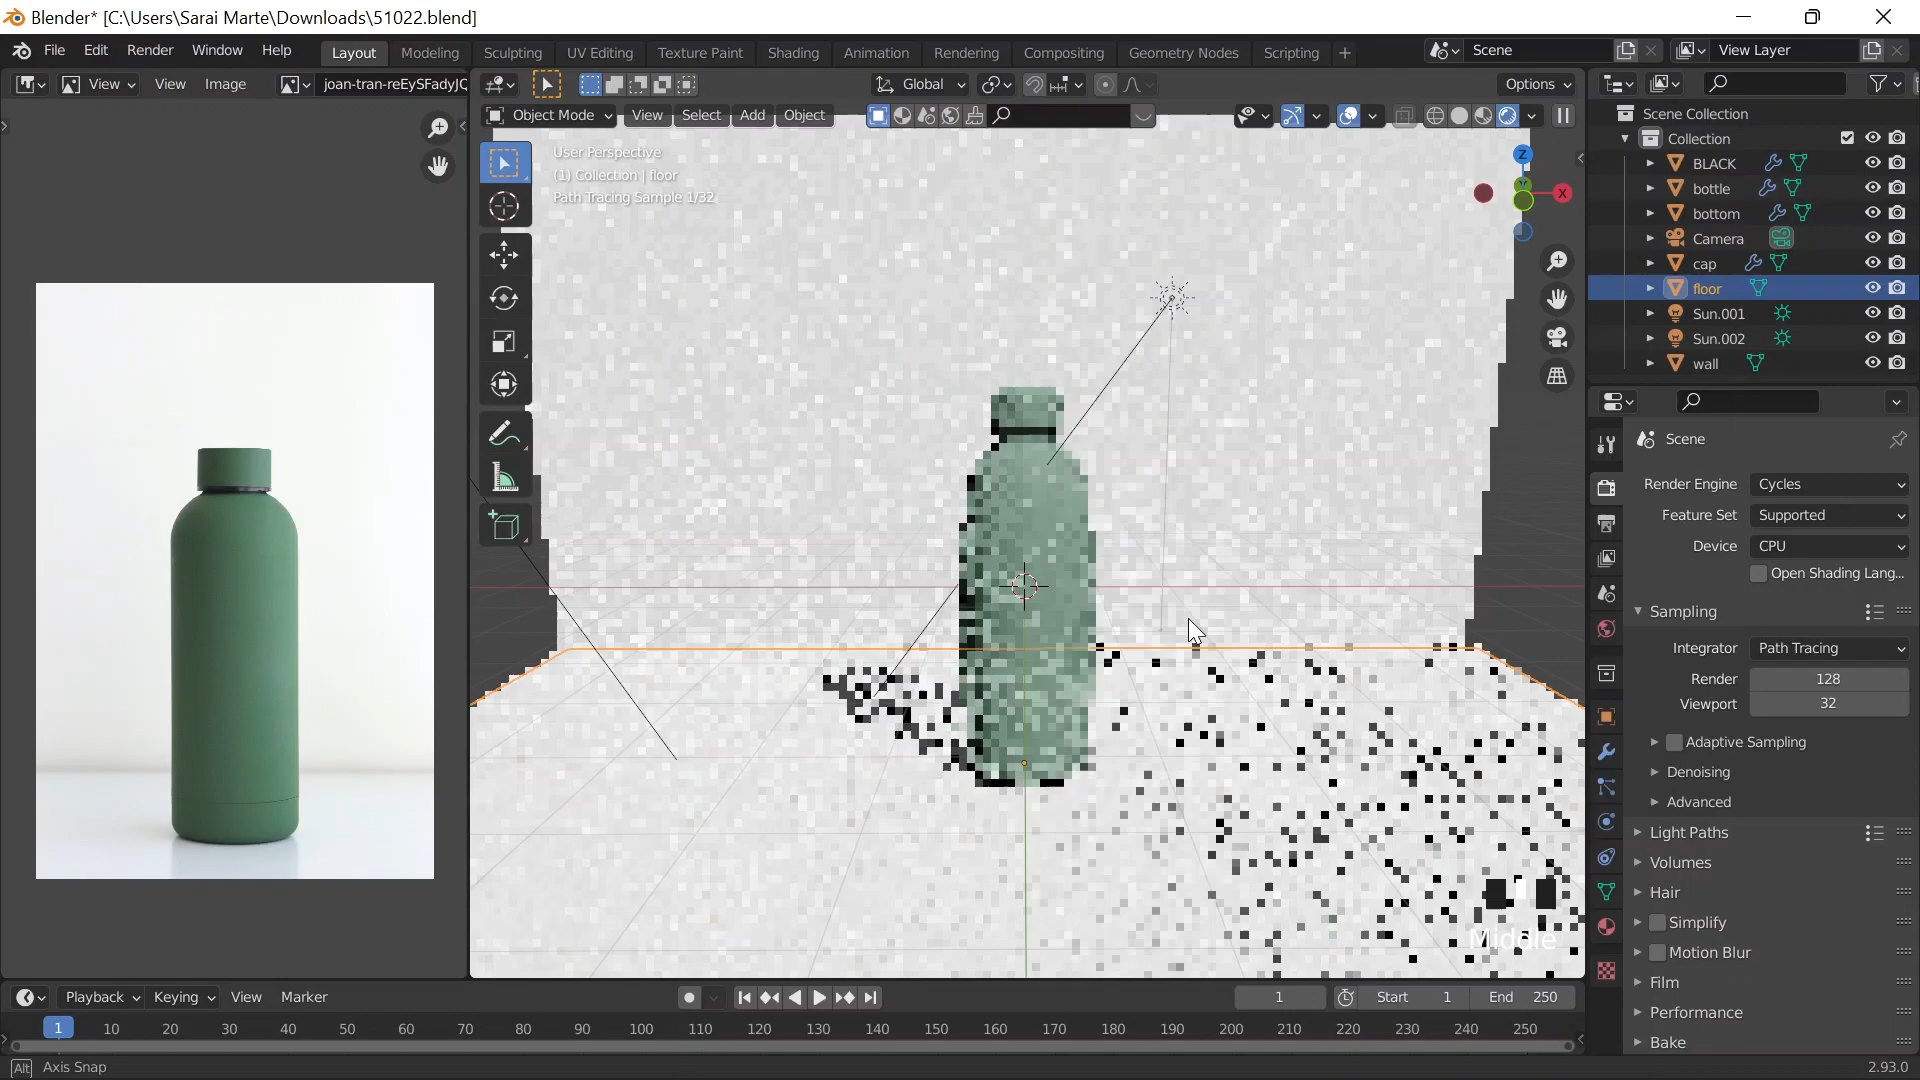 Blender* [C:\Users\Sarai Marte\Downloads\51022.blend]
File Edit Render Window Help Layout Modeling Sculpting UV Editing Texture Paint Shading Animation Rendering Compositing Geometry Nodes Scripting + Scene View Layer
View View Image joan-tran-reEySFadyJQ Global Options
Object Mode View Select Add Object
User Perspective
(1) Collection | floor
Path Tracing Sample 1/32
Z
Y
X
Middle
Scene Collection
Collection
BLACK
bottle
bottom
Camera
cap
floor
Sun.001
Sun.002
wall
Scene
Render Engine Cycles
Feature Set Supported
Device CPU
Open Shading Lang...
Sampling
Integrator Path Tracing
Render 128
Viewport 32
Adaptive Sampling
Denoising
Advanced
Light Paths
Volumes
Hair
Simplify
Motion Blur
Film
Performance
Bake
Playback Keying View Marker 1 Start 1 End 250
1 10 20 30 40 50 60 70 80 90 100 110 120 130 140 150 160 170 180 190 200 210 220 230 240 250
Alt Axis Snap 2.93.0